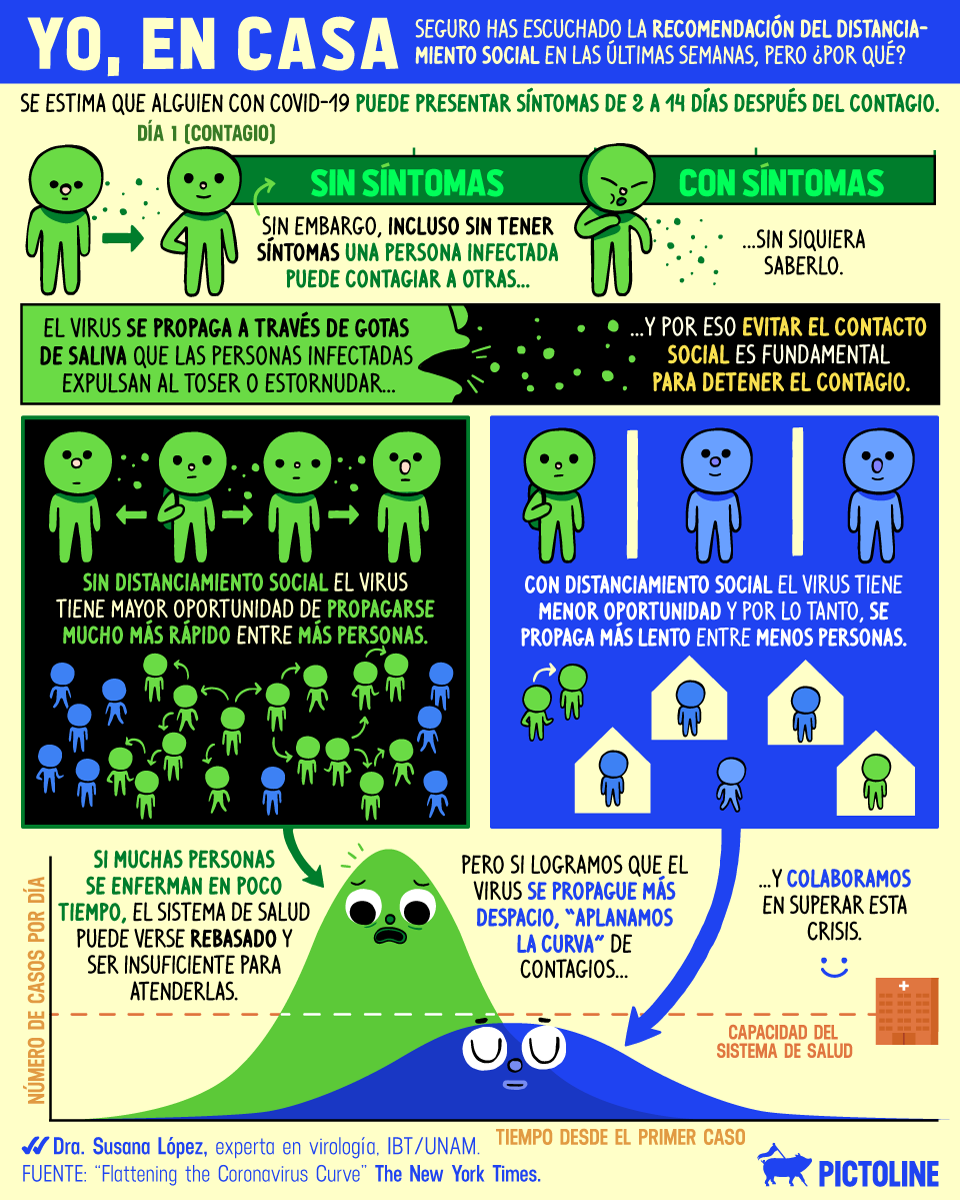 YO, EN CASA
SEGURO HAS ESCUCHADO LA RECOMENDACIÓN DEL DISTANCIA-
MIENTO SOCIAL EN LAS ÚLTIMAS SEMANAS, PERO ¿POR QUÉ?
SE ESTIMA QUE ALGUIEN CON COVID-19 PUEDE PRESENTAR SÍNTOMAS DE 2 A 14 DÍAS DESPUÉS DEL CONTAGIO.
DÍA 1 (CONTAGIO)
SIN SÍNTOMAS
CON SÍNTOMAS
SIN EMBARGO, INCLUSO SIN TENER
SÍNTOMAS UNA PERSONA INFECTADA
PUEDE CONTAGIAR A OTRAS...
...SIN SIQUIERA
SABERLO.
EL VIRUS SE PROPAGA A TRAVÉS DE GOTAS
DE SALIVA QUE LAS PERSONAS INFECTADAS
EXPULSAN AL TOSER O ESTORNUDAR...
...Y POR ESO EVITAR EL CONTACTO
SOCIAL ES FUNDAMENTAL
PARA DETENER EL CONTAGIO.
SIN DISTANCIAMIENTO SOCIAL EL VIRUS
TIENE MAYOR OPORTUNIDAD DE PROPAGARSE
MUCHO MÁS RÁPIDO ENTRE MÁS PERSONAS.
CON DISTANCIAMIENTO SOCIAL EL VIRUS TIENE
MENOR OPORTUNIDAD Y POR LO TANTO, SE
PROPAGA MÁS LENTO ENTRE MENOS PERSONAS.
SI MUCHAS PERSONAS
SE ENFERMAN EN POCO
TIEMPO, EL SISTEMA DE SALUD
PUEDE VERSE REBASADO Y
SER INSUFICIENTE PARA
ATENDERLAS.
PERO SI LOGRAMOS QUE EL
VIRUS SE PROPAGUE MÁS
DESPACIO, "APLANAMOS
LA CURVA" DE
CONTAGIOS...
...Y COLABORAMOS
EN SUPERAR ESTA
CRISIS.
NÚMERO DE CASOS POR DÍA
CAPACIDAD DEL
SISTEMA DE SALUD
TIEMPO DESDE EL PRIMER CASO
Dra. Susana López, experta en virología, IBT/UNAM.
FUENTE: "Flattening the Coronavirus Curve" The New York Times.
PICTOLINE